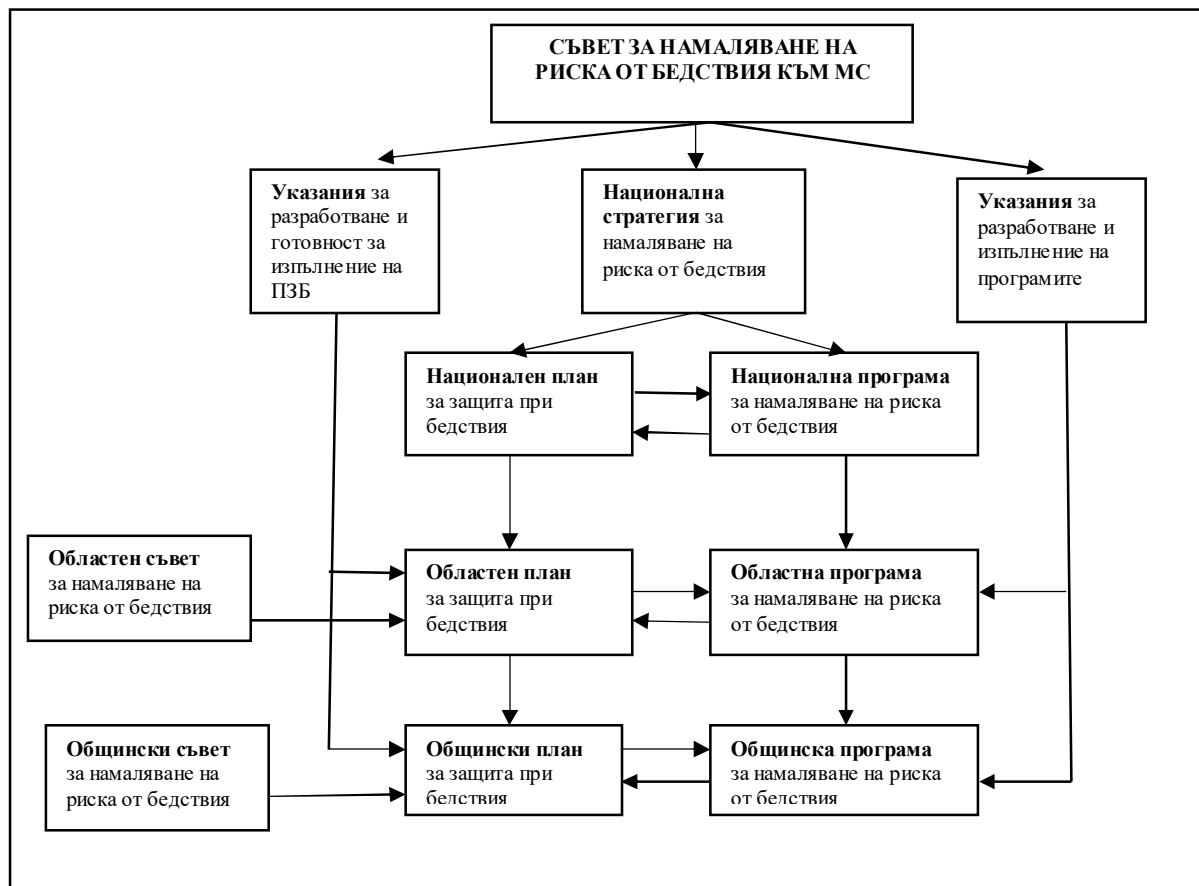 СЪВЕТ ЗА НАМАЛЯВАНЕ НА
РИСКА ОТ БЕДСТВИЯ КЪМ МС
Указания за
разработване и
готовност за
изпълнение на
ПЗБ
Национална
стратегия за
намаляване на
риска от бедствия
Указания за
разработване и
изпълнение на
програмите
Национален план
за защита при
бедствия
Национална програма
за намаляване на риска
от бедствия
Областен съвет
за намаляване на
риска от бедствия
Областен план
за защита при
бедствия
Областна програма
за намаляване на риска
от бедствия
Общински съвет
за намаляване на
риска от бедствия
Общински план
за защита при
бедствия
Общинска програма
за намаляване на риска
от бедствия